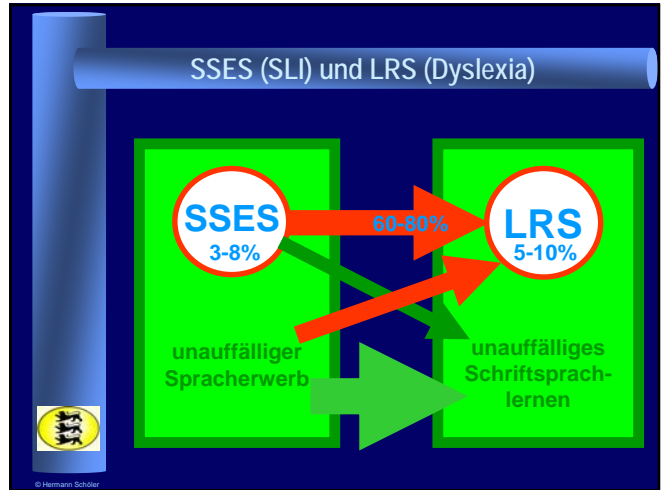 SSES (SLI) und LRS (Dyslexia)
SSES
3-8%
60-80%
LRS
5-10%
unauffälliger
Spracherwerb
unauffälliges
Schriftsprach-
lernen
© Hermann Schöler